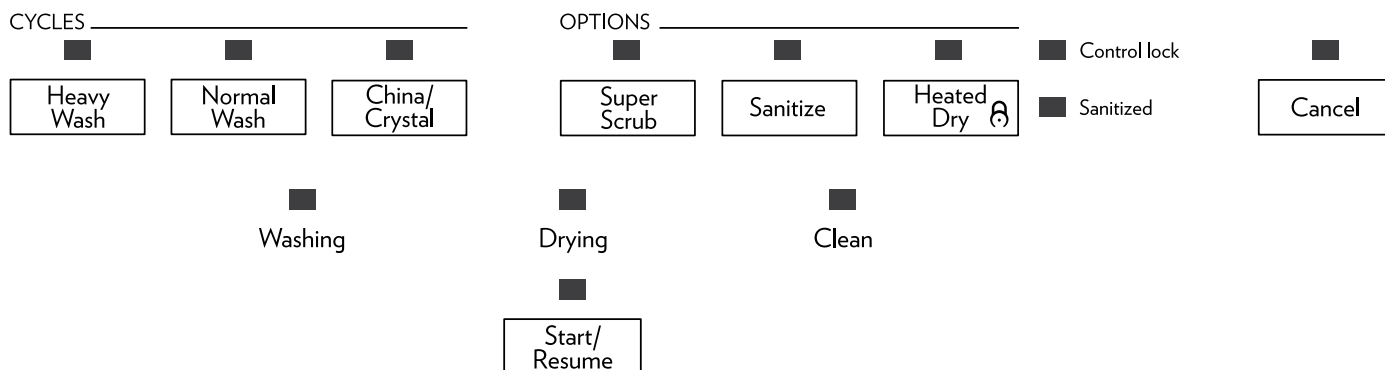 CYCLES
OPTIONS
Heavy
Wash
Normal
Wash
China/
Crystal
Super
Scrub
Sanitize
Heated
Dry
Control lock
Sanitized
Cancel
Washing
Drying
Clean
Start/
Resume